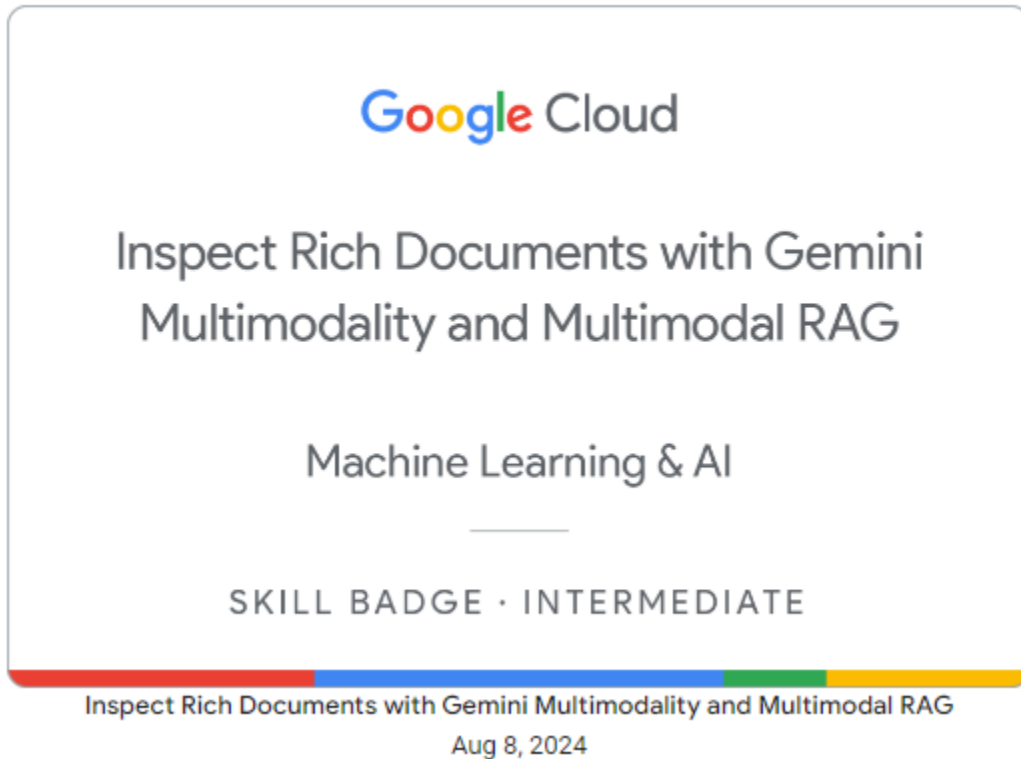 Google Cloud
Inspect Rich Documents with Gemini
Multimodality and Multimodal RAG
Machine Learning & AI
SKILL BADGE · INTERMEDIATE
Inspect Rich Documents with Gemini Multimodality and Multimodal RAG
Aug 8, 2024